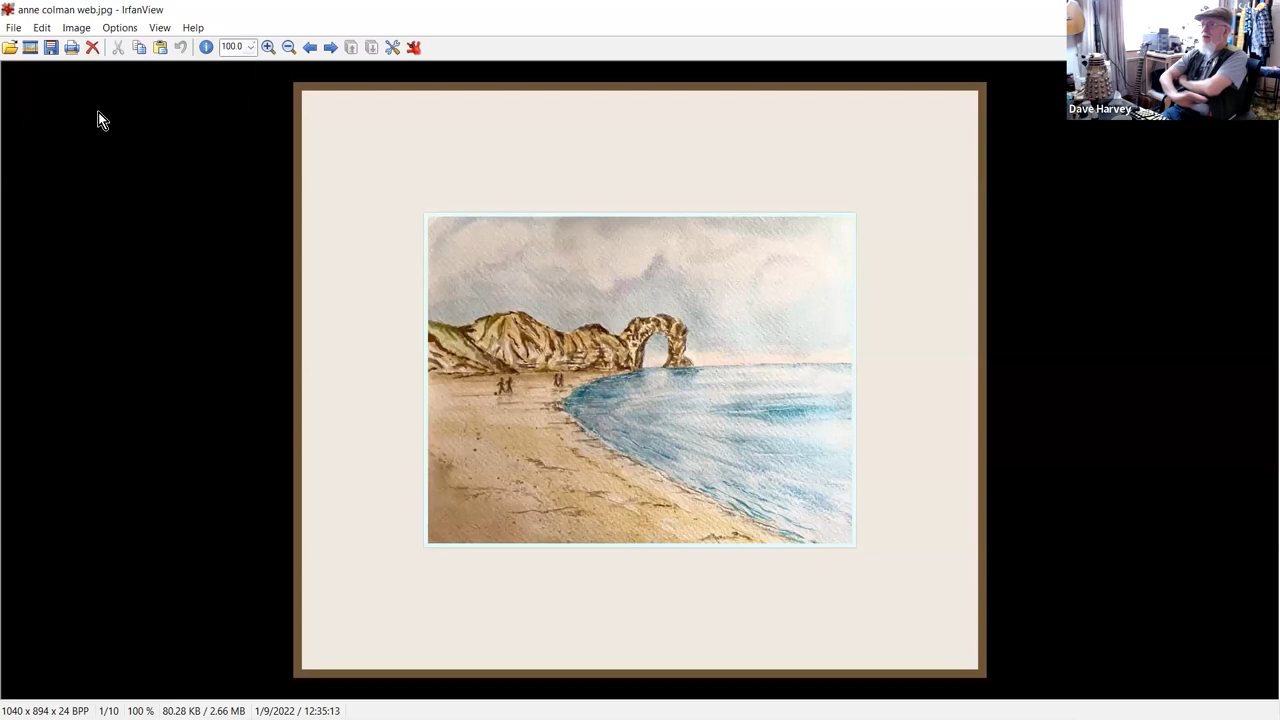 anne colman web.jpg - IrfanView
File Edit Image Options View Help
100.0
Dave Harvey
1040 x 894 x 24 BPP 1/10 100 % 80.28 KB / 2.66 MB 1/9/2022 / 12:35:13